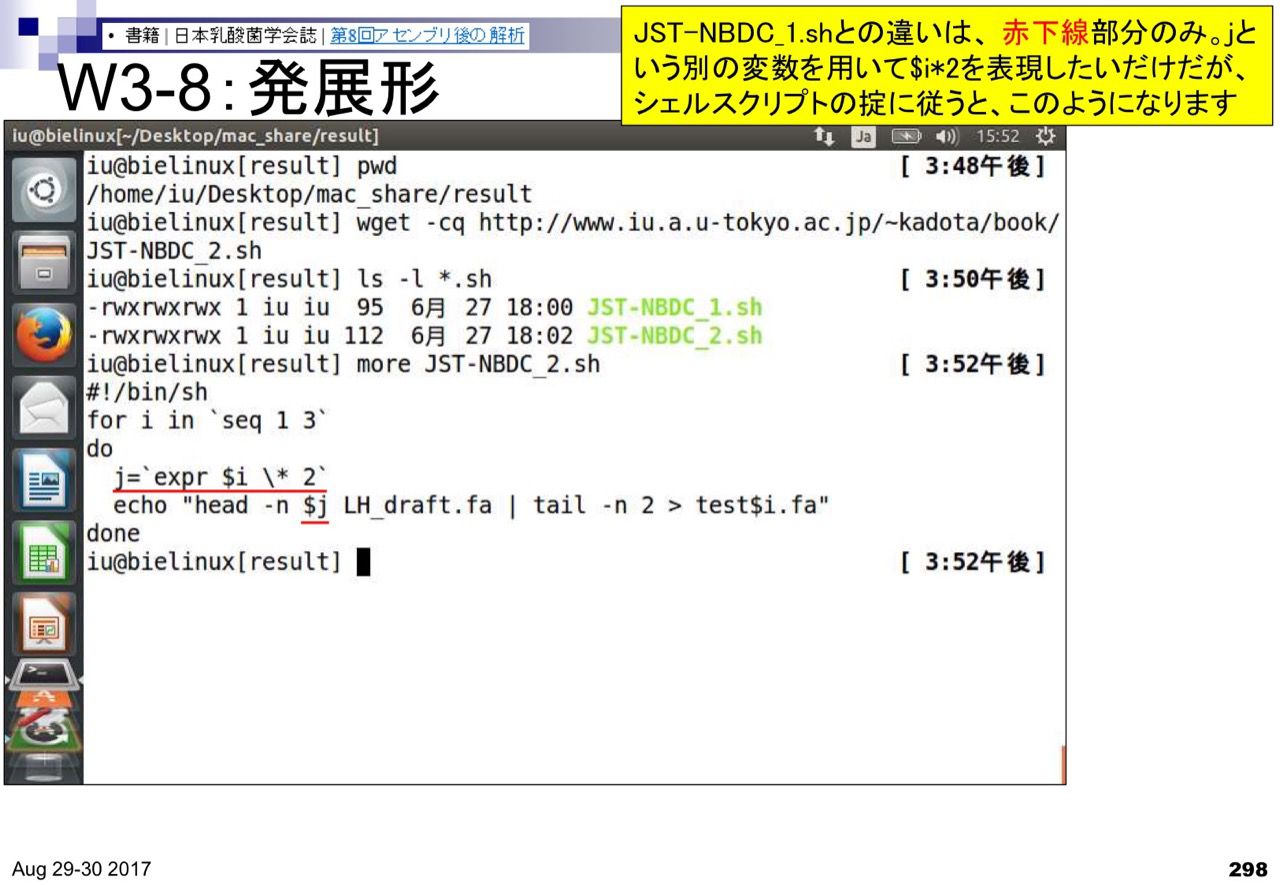 • 書籍 | 日本乳酸菌学会誌 | 第8回アセンブリ後の解析
W3-8：発展形
JST-NBDC_1.shとの違いは、赤下線部分のみ。jと
いう別の変数を用いて$i*2を表現したいだけだが、
シェルスクリプトの掟に従うと、このようになります
iu@bielinux[~/Desktop/mac_share/result] Ja 15:52
iu@bielinux[result] pwd [ 3:48午後]
/home/iu/Desktop/mac_share/result
iu@bielinux[result] wget -cq http://www.iu.a.u-tokyo.ac.jp/~kadota/book/
JST-NBDC_2.sh
iu@bielinux[result] ls -l *.sh [ 3:50午後]
-rwxrwxrwx 1 iu iu  95  6月 27 18:00 JST-NBDC_1.sh
-rwxrwxrwx 1 iu iu 112  6月 27 18:02 JST-NBDC_2.sh
iu@bielinux[result] more JST-NBDC_2.sh [ 3:52午後]
#!/bin/sh
for i in `seq 1 3`
do
  j=`expr $i \* 2`
  echo "head -n $j LH_draft.fa | tail -n 2 > test$i.fa"
done
iu@bielinux[result] [ 3:52午後]
Aug 29-30 2017
298